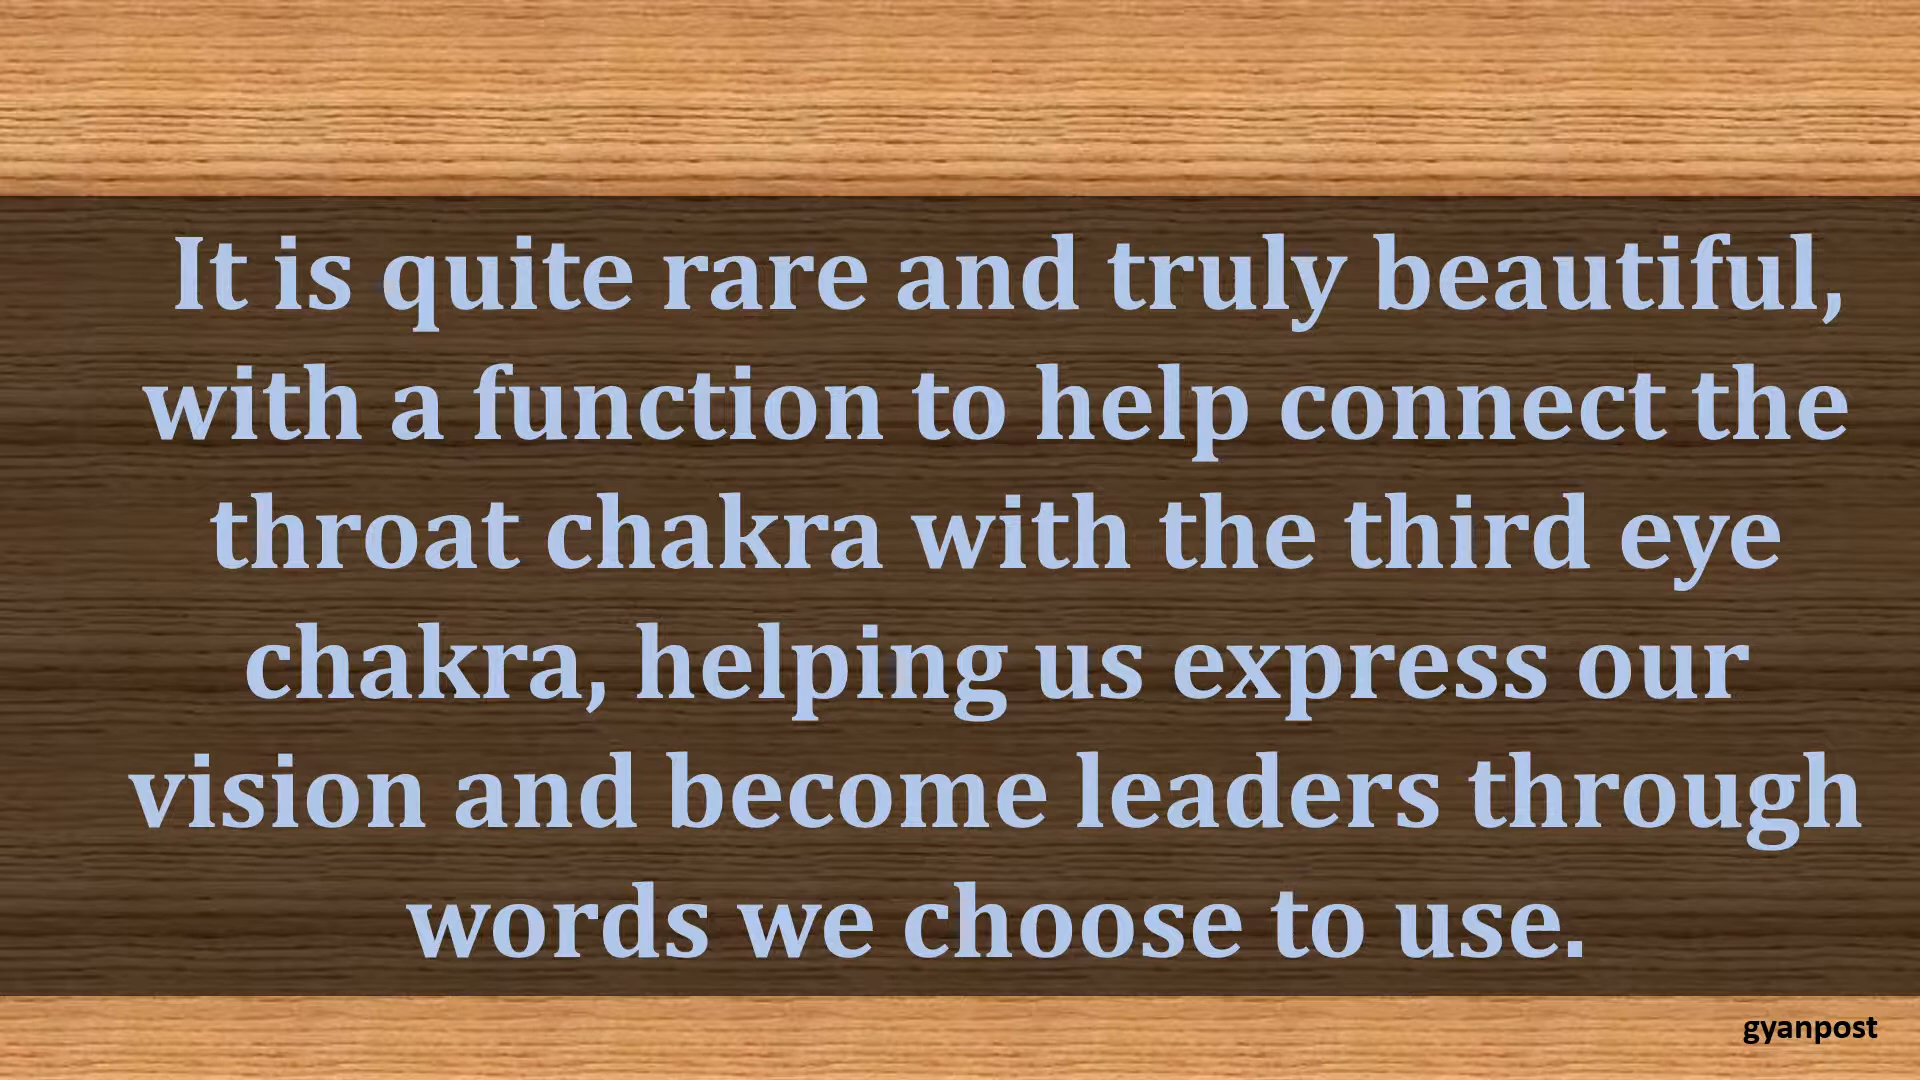 It is quite rare and truly beautiful,
with a function to help connect the
throat chakra with the third eye
chakra, helping us express our
vision and become leaders through
words we choose to use.
gyanpost